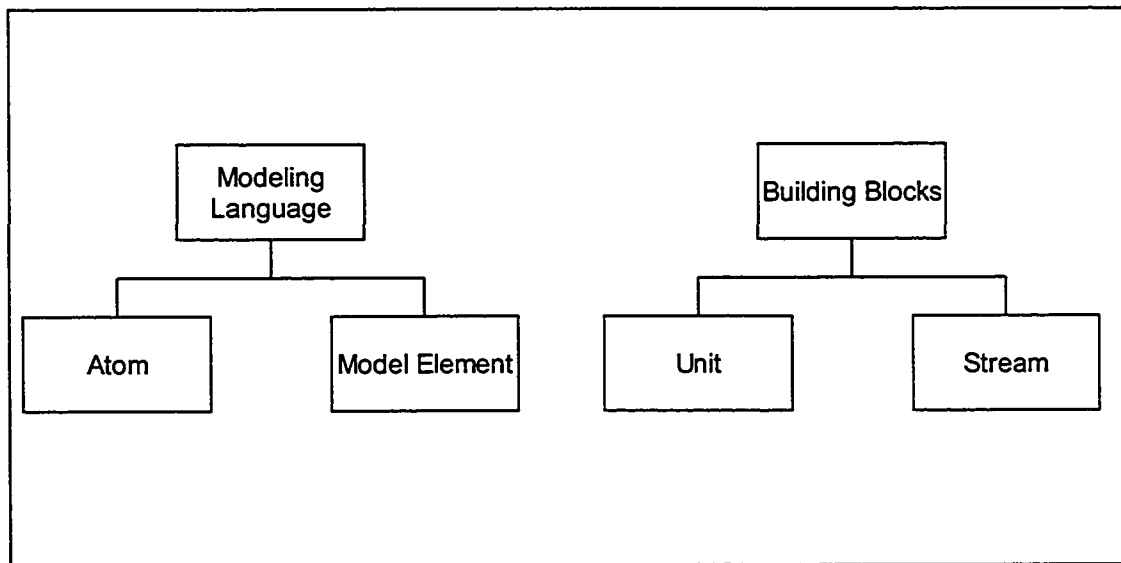 Modeling
Language
Building Blocks
Atom
Model Element
Unit
Stream